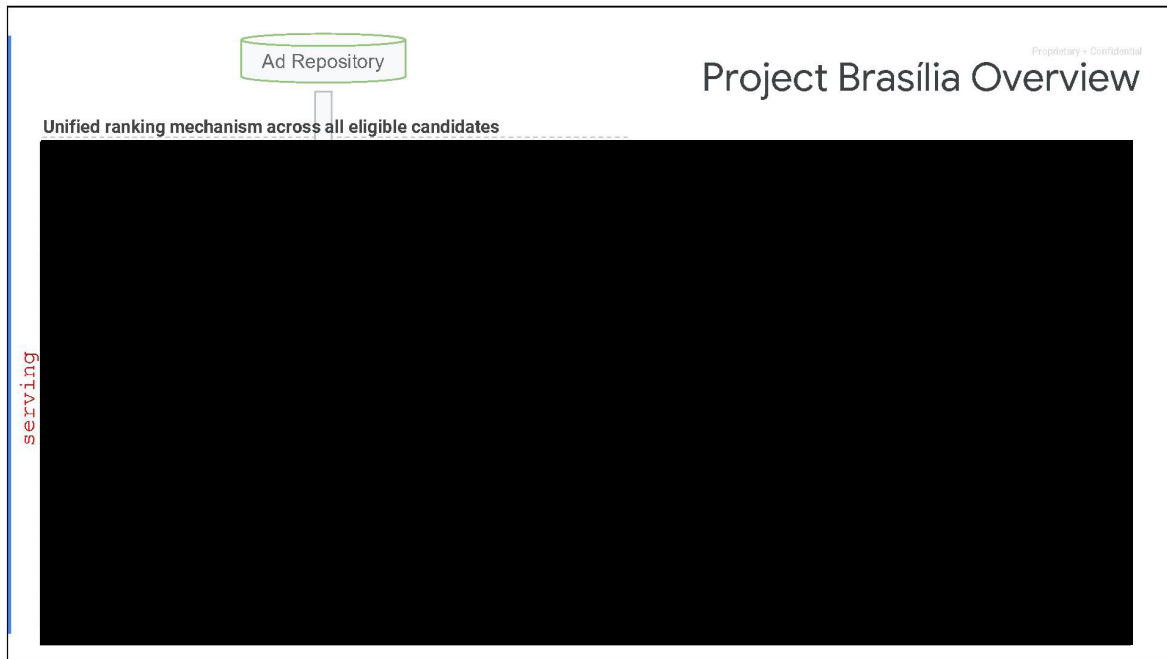 Ad Repository
Proprietary + Confidential
Project Brasília Overview
Unified ranking mechanism across all eligible candidates
serving